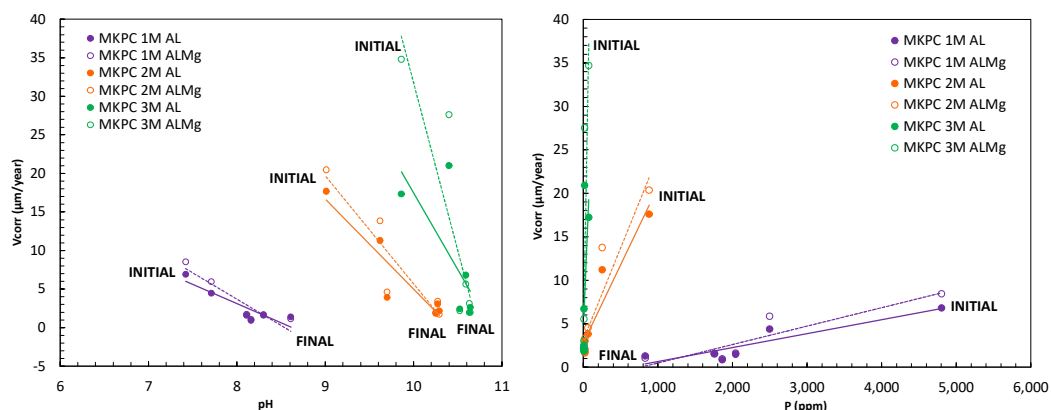 40
35
30
25
20
15
10
5
0
-5
Vcorr (µm/year)
MKPC 1M AL
MKPC 1M ALMg
MKPC 2M AL
MKPC 2M ALMg
MKPC 3M AL
MKPC 3M ALMg
INITIAL
INITIAL
INITIAL
FINAL
FINAL
FINAL
6 7 8 9 10 11
pH
40
35
30
25
20
15
10
5
0
Vcorr (µm/year)
INITIAL
MKPC 1M AL
MKPC 1M ALMg
MKPC 2M AL
MKPC 2M ALMg
MKPC 3M AL
MKPC 3M ALMg
INITIAL
INITIAL
FINAL
0 1,000 2,000 3,000 4,000 5,000 6,000
P (ppm)